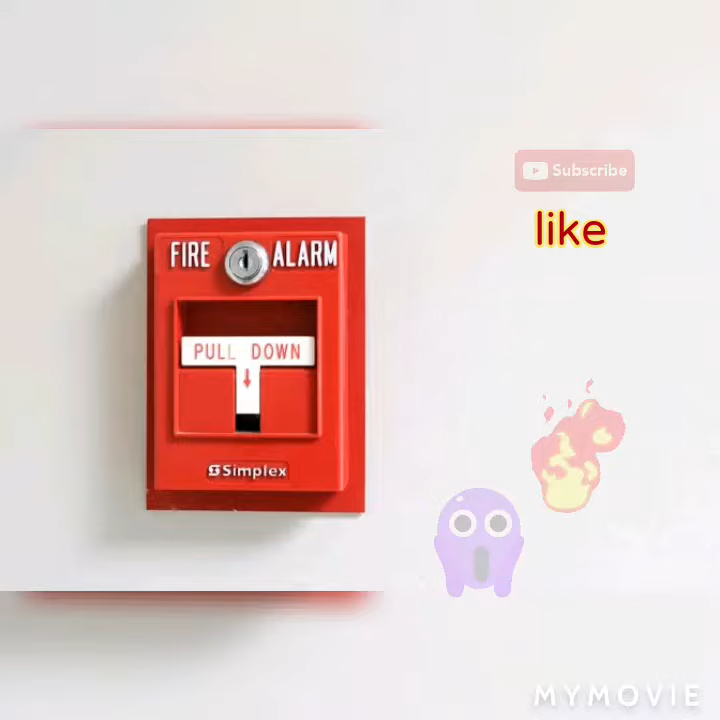 FIRE ALARM
PULL DOWN
Simplex
Subscribe
like
MYMOVIE